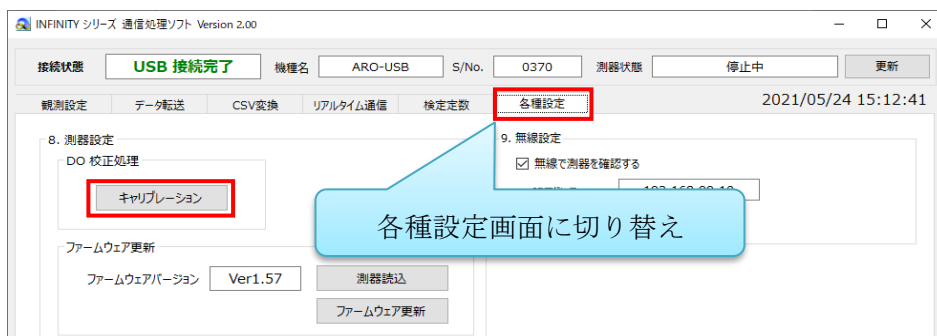 INFINITY シリーズ 通信処理ソフト Version 2.00
接続状態 USB 接続完了 機種名 ARO-USB S/No. 0370 測器状態 停止中 更新
観測設定 データ転送 CSV変換 リアルタイム通信 検定定数 各種設定 2021/05/24 15:12:41
8. 測器設定
DO 校正処理
キャリブレーション
9. 無線設定
無線で測器を確認する
各種設定画面に切り替え
ファームウェア更新
ファームウェアバージョン Ver1.57 測器読込
ファームウェア更新